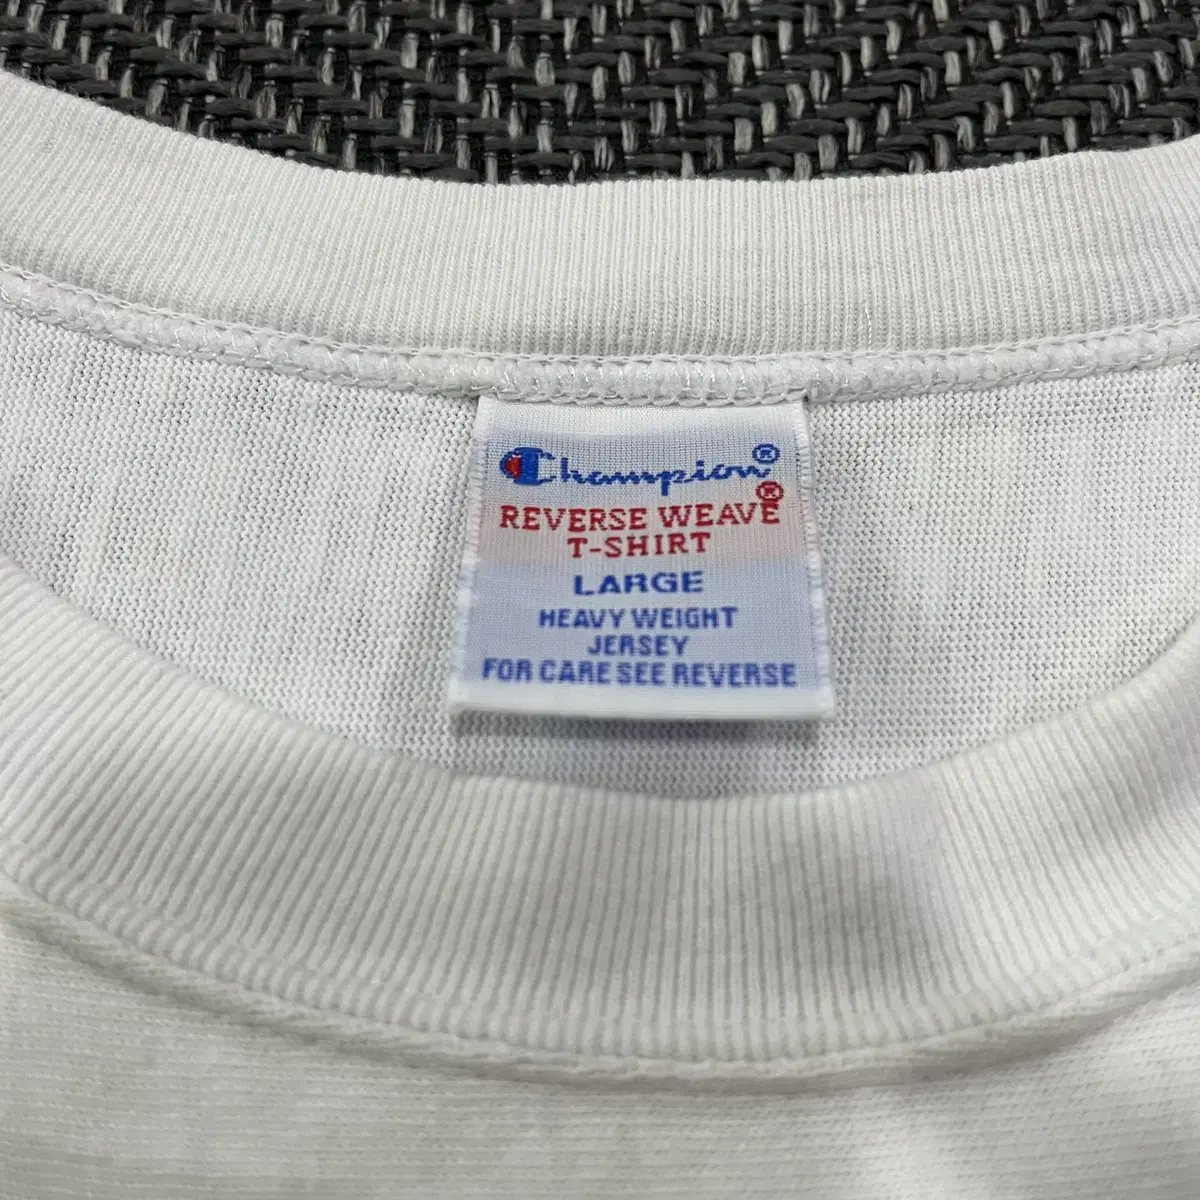 Champion®
REVERSE WEAVE®
T-SHIRT
LARGE
HEAVY WEIGHT
JERSEY
FOR CARE SEE REVERSE